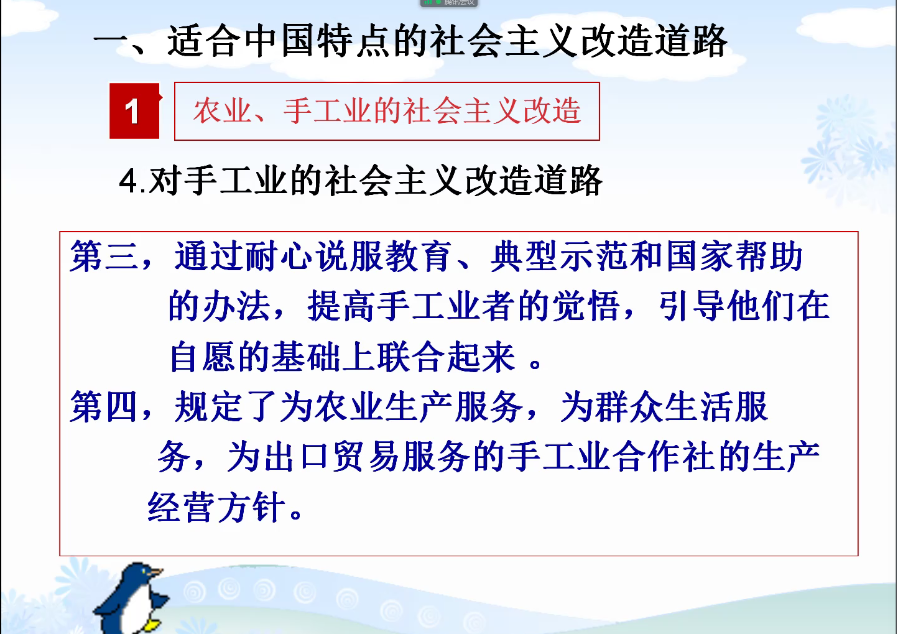 腾讯会议
一、适合中国特点的社会主义改造道路
1
农业、手工业的社会主义改造
4.对手工业的社会主义改造道路
第三，通过耐心说服教育、典型示范和国家帮助
的办法，提高手工业者的觉悟，引导他们在
自愿的基础上联合起来 。
第四，规定了为农业生产服务，为群众生活服
务，为出口贸易服务的手工业合作社的生产
经营方针。